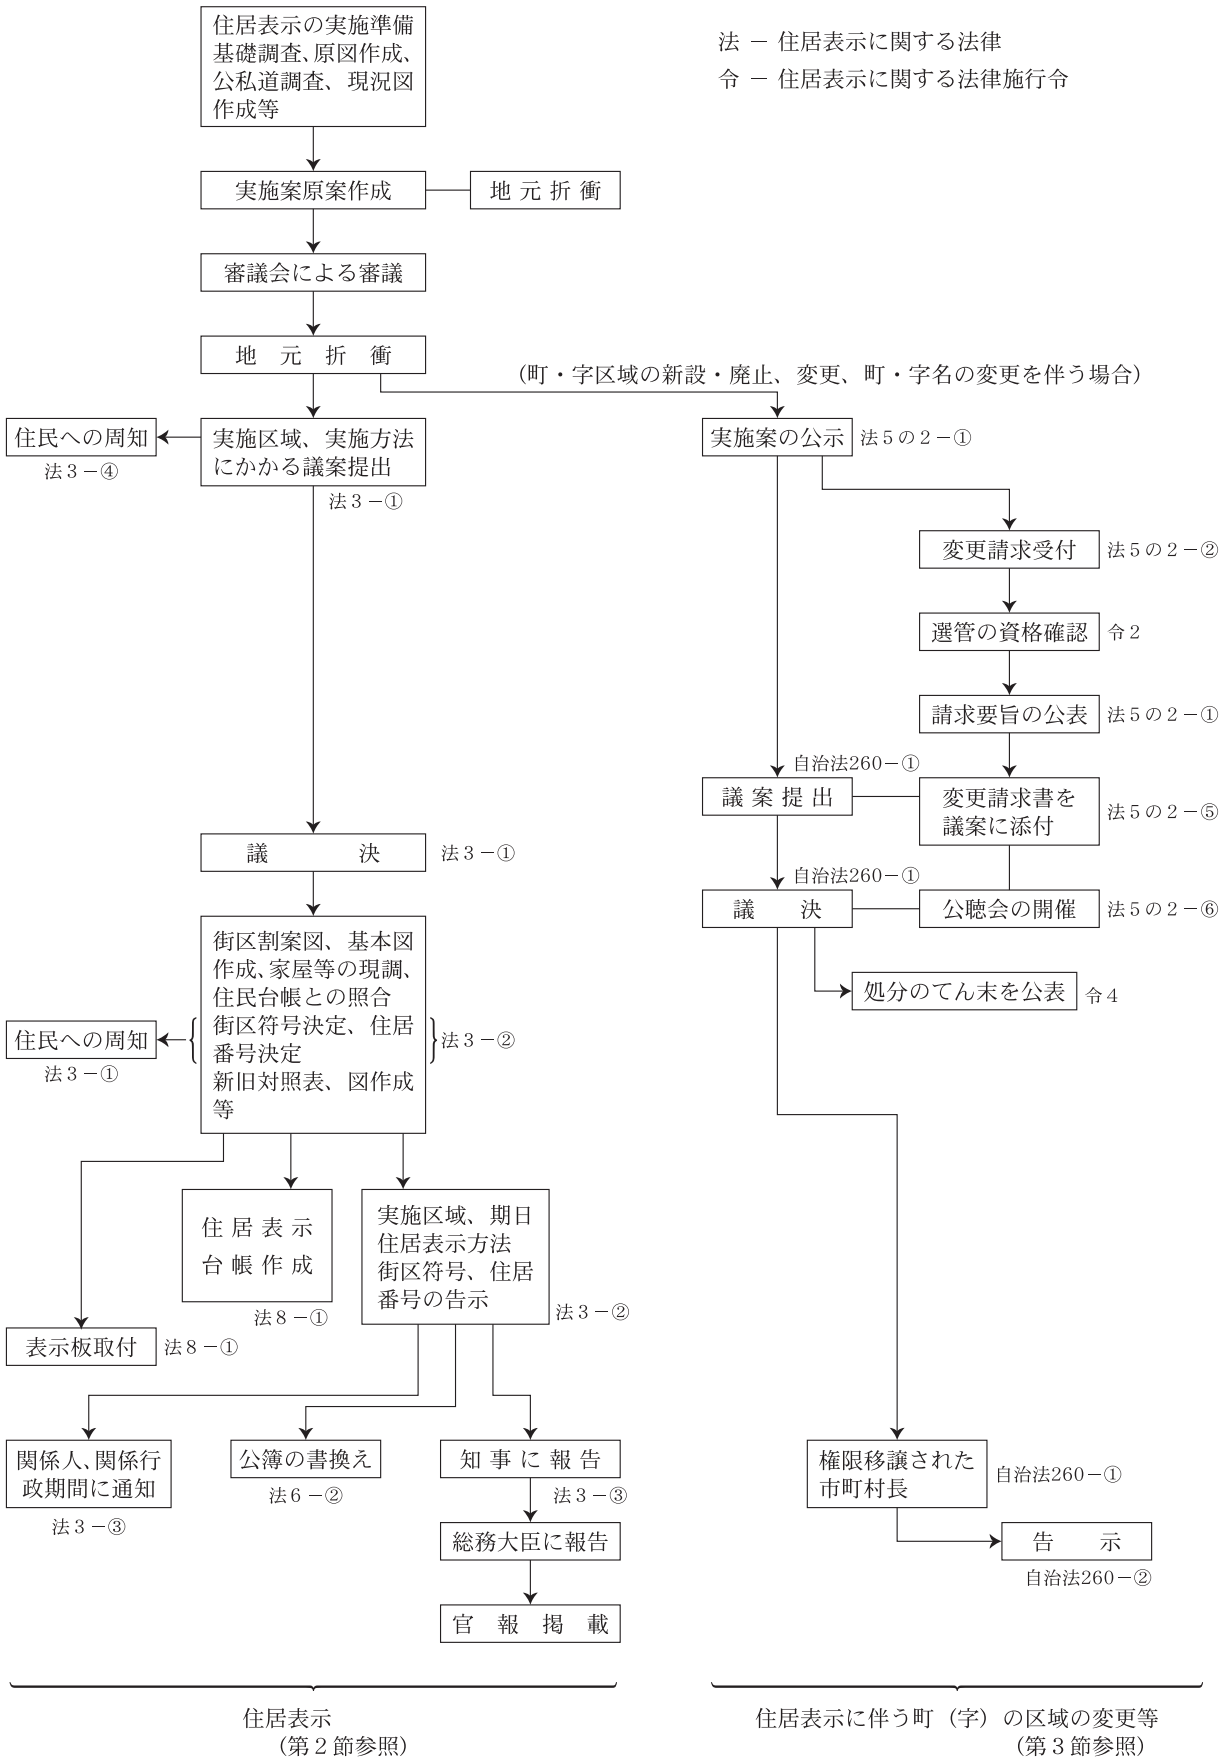 住居表示の実施準備
基礎調査、原図作成、
公私道調査、現況図
作成等
法 － 住居表示に関する法律
令 － 住居表示に関する法律施行令
実施案原案作成
地元折衝
審議会による審議
地元折衝
（町・字区域の新設・廃止、変更、町・字名の変更を伴う場合）
住民への周知
法３－④
実施区域、実施方法
にかかる議案提出
法３－①
実施案の公示
法５の２－①
変更請求受付
法５の２－②
選管の資格確認
令２
請求要旨の公表
法５の２－①
自治法260－①
議案提出
変更請求書を
議案に添付
法５の２－⑤
議決
法３－①
自治法260－①
議決
公聴会の開催
法５の２－⑥
処分のてん末を公表
令４
街区割案図、基本図
作成、家屋等の現調、
住民台帳との照合
街区符号決定、住居
番号決定
新旧対照表、図作成
等
法３－②
住民への周知
法３－①
住居表示
台帳作成
法８－①
実施区域、期日
住居表示方法
街区符号、住居
番号の告示
法３－②
表示板取付
法８－①
関係人、関係行
政期間に通知
法３－③
公簿の書換え
法６－②
知事に報告
法３－③
総務大臣に報告
官報掲載
権限移譲された
市町村長
自治法260－①
告示
自治法260－②
住居表示
（第２節参照）
住居表示に伴う町（字）の区域の変更等
（第３節参照）